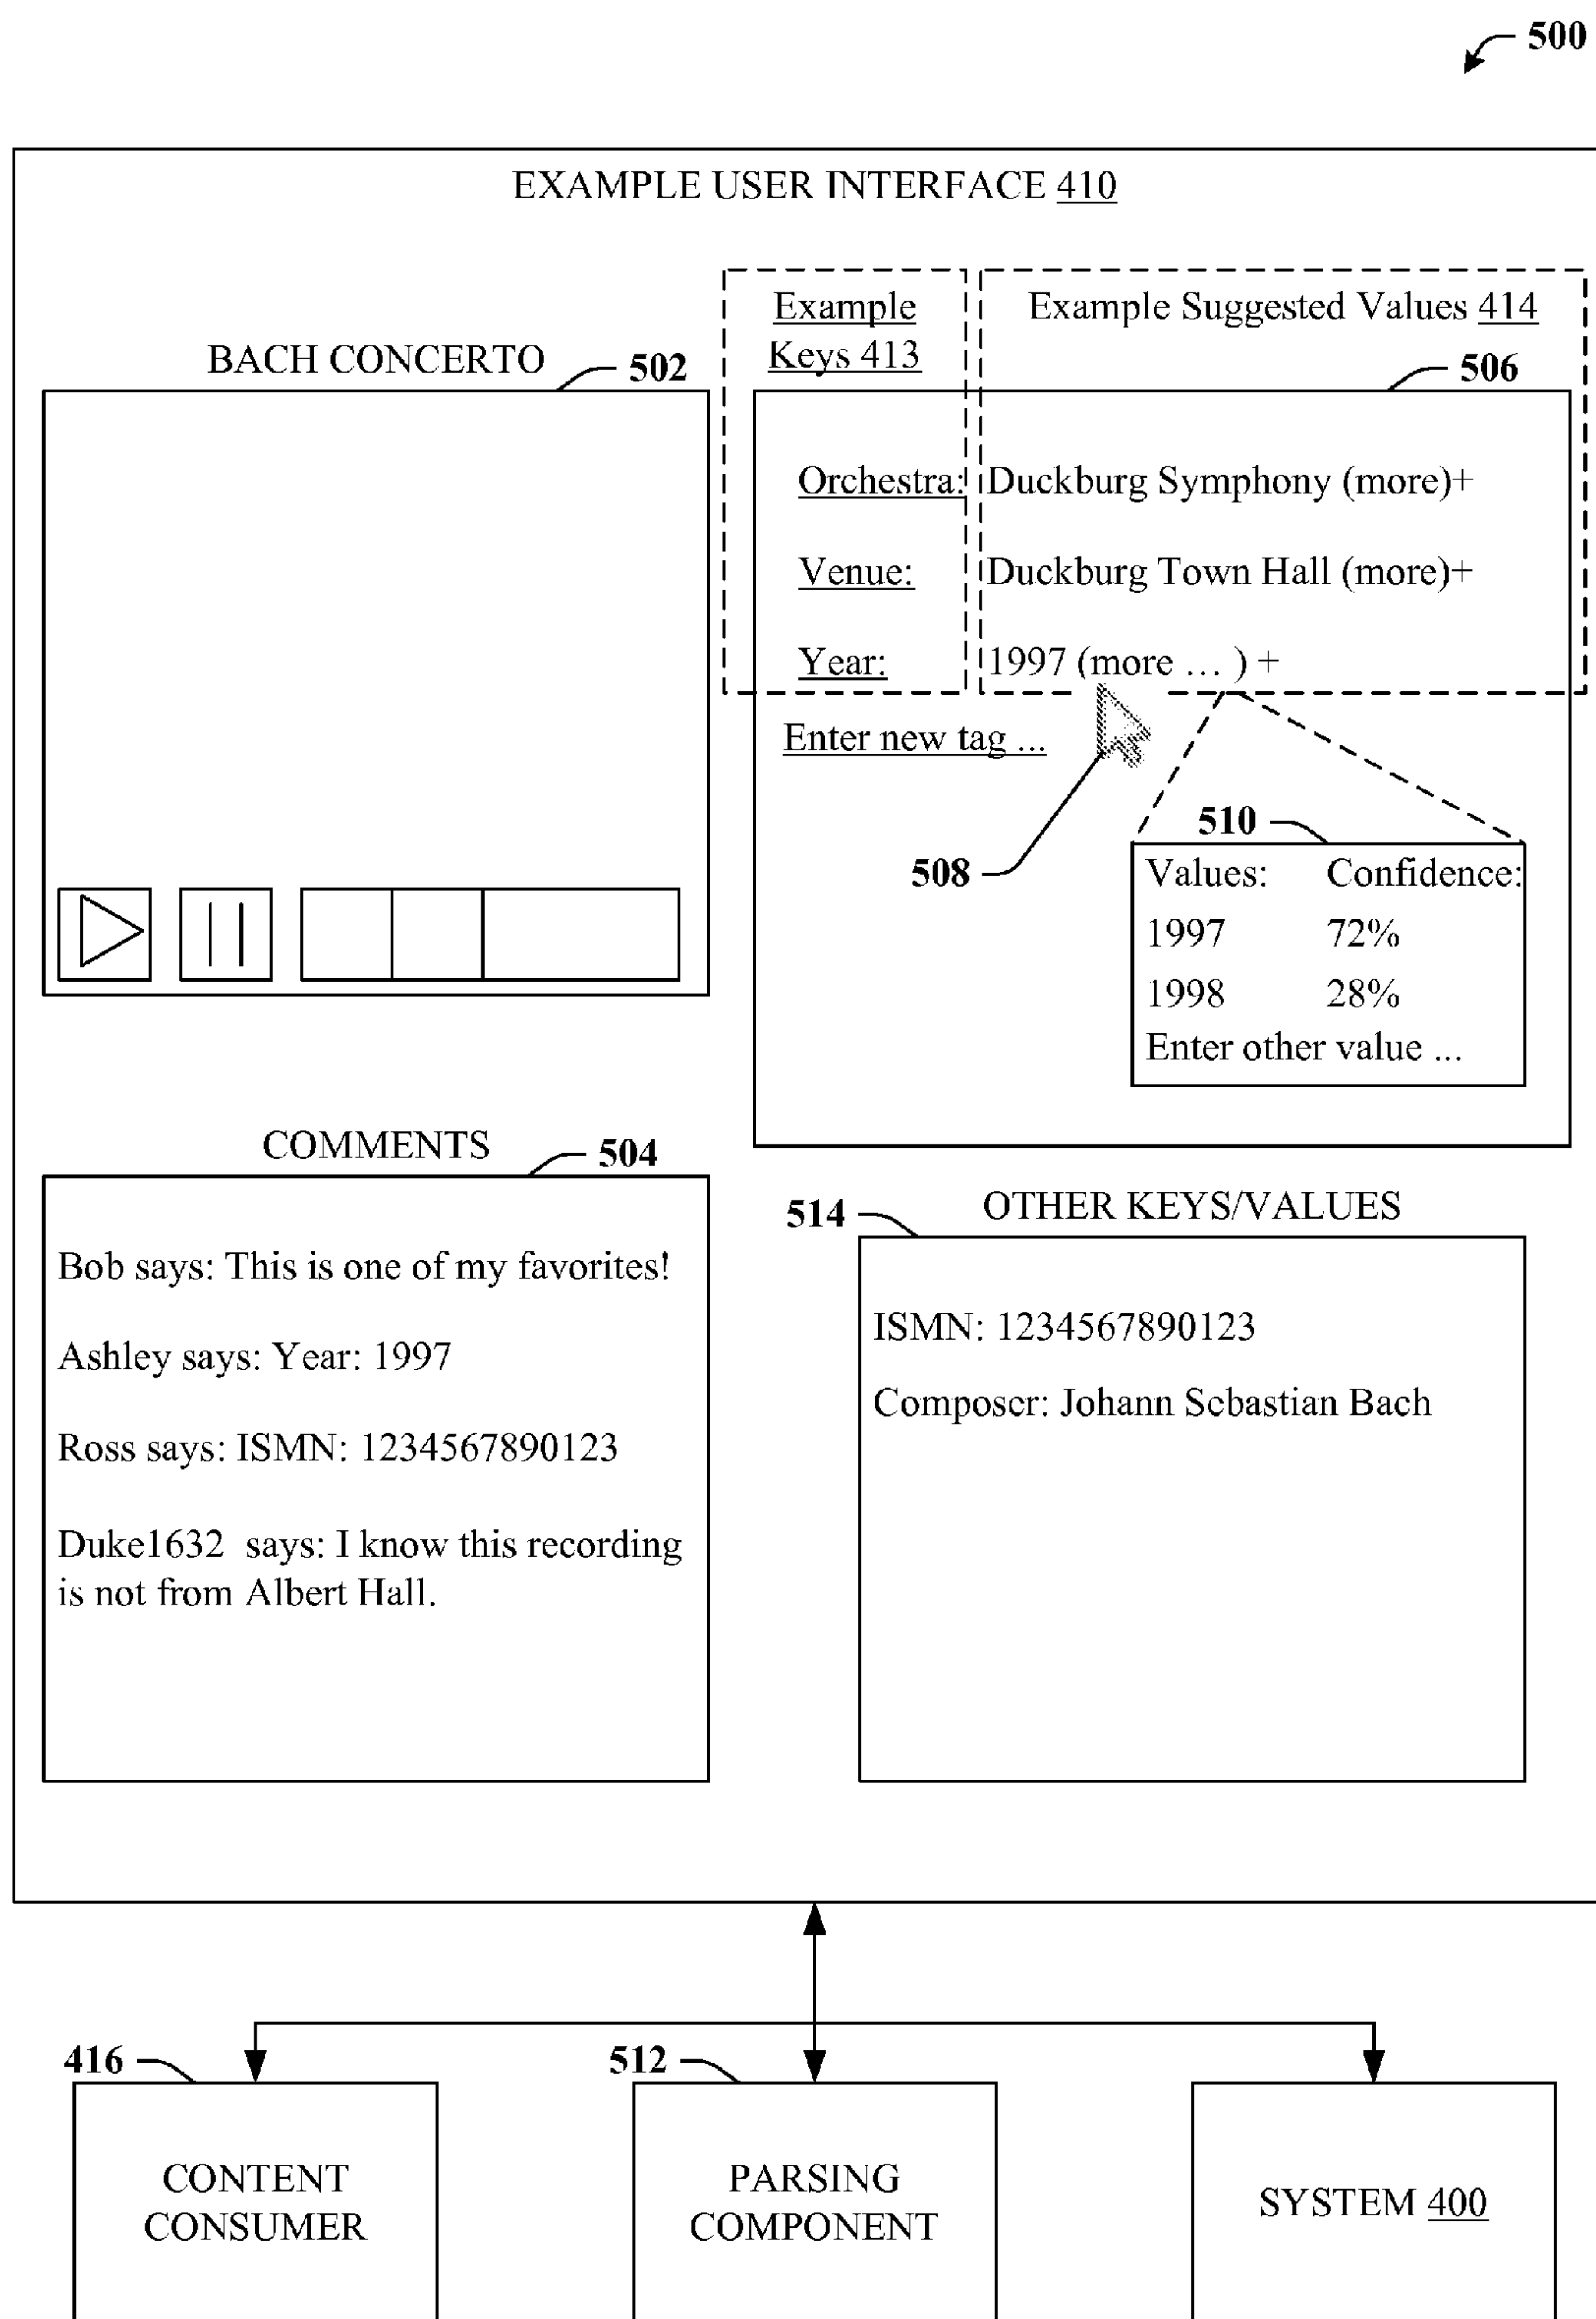 500
EXAMPLE USER INTERFACE 410
BACH CONCERTO
502
Example
Keys 413
Example Suggested Values 414
506
Orchestra: Duckburg Symphony (more)+
Venue: Duckburg Town Hall (more)+
Year: 1997 (more ... ) +
Enter new tag ...
508
510
Values: Confidence:
1997 72%
1998 28%
Enter other value ...
COMMENTS
504
Bob says: This is one of my favorites!
Ashley says: Year: 1997
Ross says: ISMN: 1234567890123
Duke1632 says: I know this recording
is not from Albert Hall.
514
OTHER KEYS/VALUES
ISMN: 1234567890123
Composer: Johann Sebastian Bach
416
CONTENT
CONSUMER
512
PARSING
COMPONENT
SYSTEM 400